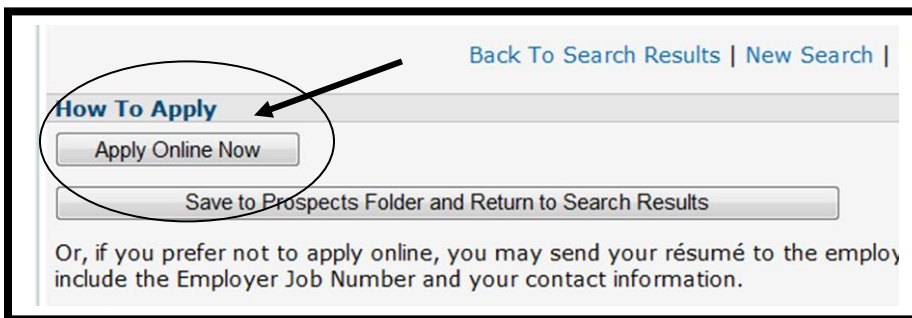 Back To Search Results | New Search |
How To Apply
Apply Online Now
Save to Prospects Folder and Return to Search Results
Or, if you prefer not to apply online, you may send your résumé to the employ
include the Employer Job Number and your contact information.